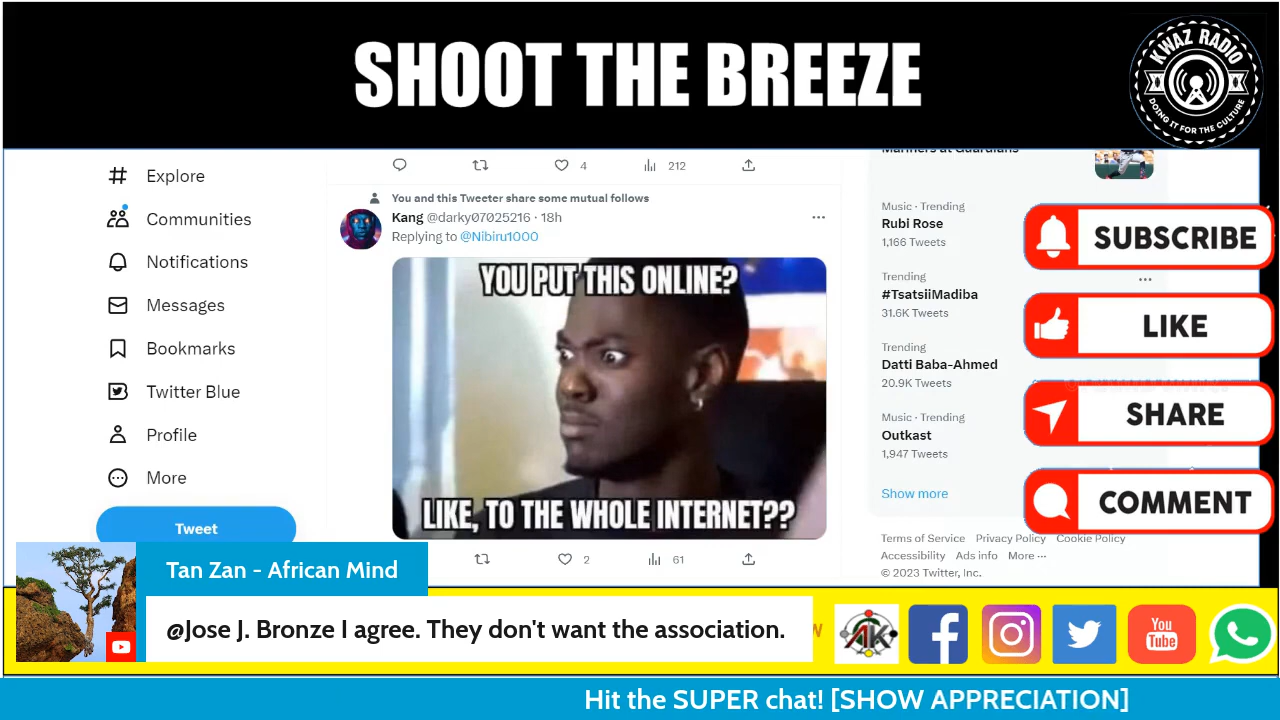 SHOOT THE BREEZE
KWAZ RADIO
DOING IT FOR THE CULTURE
Explore
Communities
Notifications
Messages
Bookmarks
Twitter Blue
Profile
More
Tweet
4
212
You and this Tweeter share some mutual follows
Kang @darky07025216 · 18h
Replying to @Nibiru1000
YOU PUT THIS ONLINE?
LIKE, TO THE WHOLE INTERNET??
2
61
Mariners at Guardians
Music · Trending
Rubi Rose
1,166 Tweets
Trending
#TsatsiiMadiba
31.6K Tweets
Trending
Datti Baba-Ahmed
20.9K Tweets
Music · Trending
Outkast
1,947 Tweets
Show more
Terms of Service Privacy Policy Cookie Policy
Accessibility Ads info More ···
© 2023 Twitter, Inc.
SUBSCRIBE
LIKE
SHARE
COMMENT
Tan Zan - African Mind
@Jose J. Bronze I agree. They don't want the association.
W
AK
You
Tube
Hit the SUPER chat! [SHOW APPRECIATION]